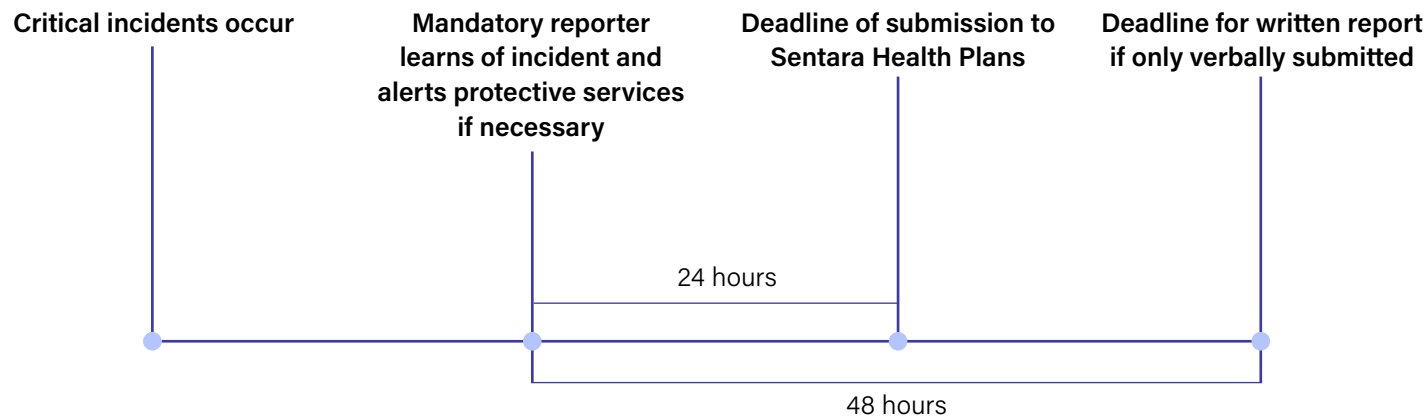 Critical incidents occur
Mandatory reporter
learns of incident and
alerts protective services
if necessary
Deadline of submission to
Sentara Health Plans
Deadline for written report
if only verbally submitted
24 hours
48 hours